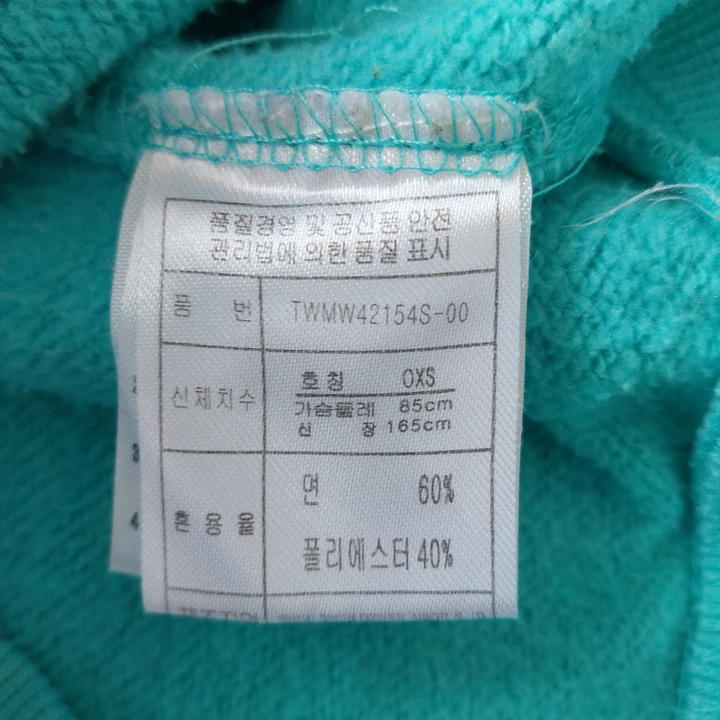 품질경영 및 공산품 안전
관리법에 의한 품질 표시
품 번 TWMW42154S-00
신체치수
호칭 OXS
가슴둘레 85cm
신 장 165cm
혼용율
면 60%
폴리에스터 40%
3
4